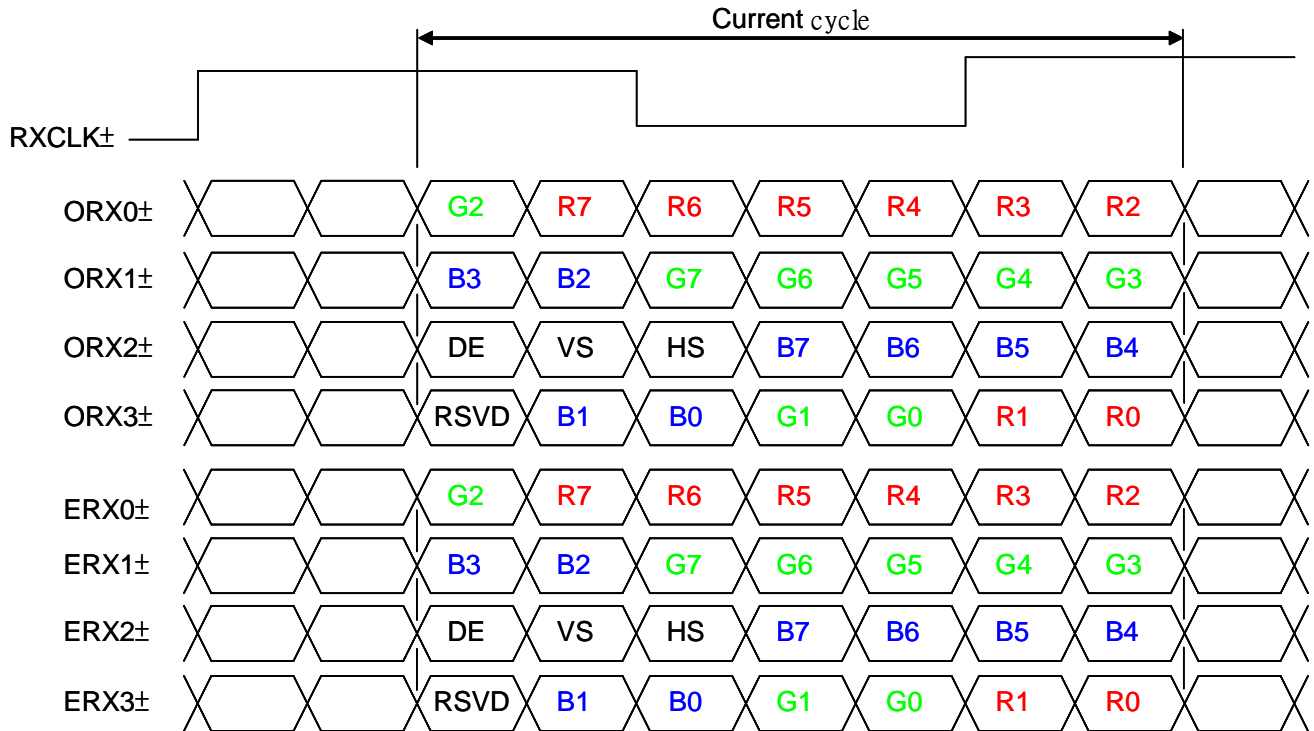 Current cycle
RXCLK±
ORX0± G2 R7 R6 R5 R4 R3 R2
ORX1± B3 B2 G7 G6 G5 G4 G3
ORX2± DE VS HS B7 B6 B5 B4
ORX3± RSVD B1 B0 G1 G0 R1 R0
ERX0± G2 R7 R6 R5 R4 R3 R2
ERX1± B3 B2 G7 G6 G5 G4 G3
ERX2± DE VS HS B7 B6 B5 B4
ERX3± RSVD B1 B0 G1 G0 R1 R0